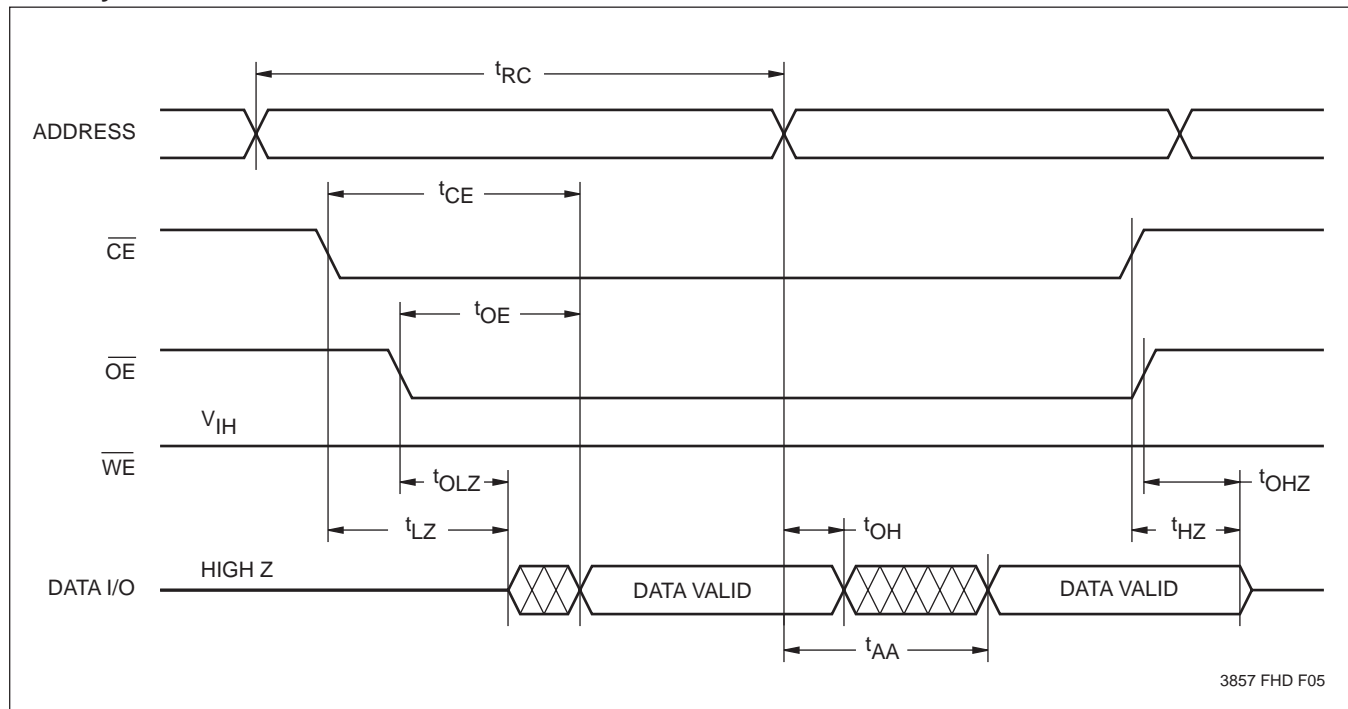 tRC
ADDRESS
tCE
CE
tOE
OE
VIH
WE
tOLZ
tOHZ
tLZ
tOH
tHZ
HIGH Z
DATA I/O
DATA VALID
DATA VALID
tAA
3857 FHD F05